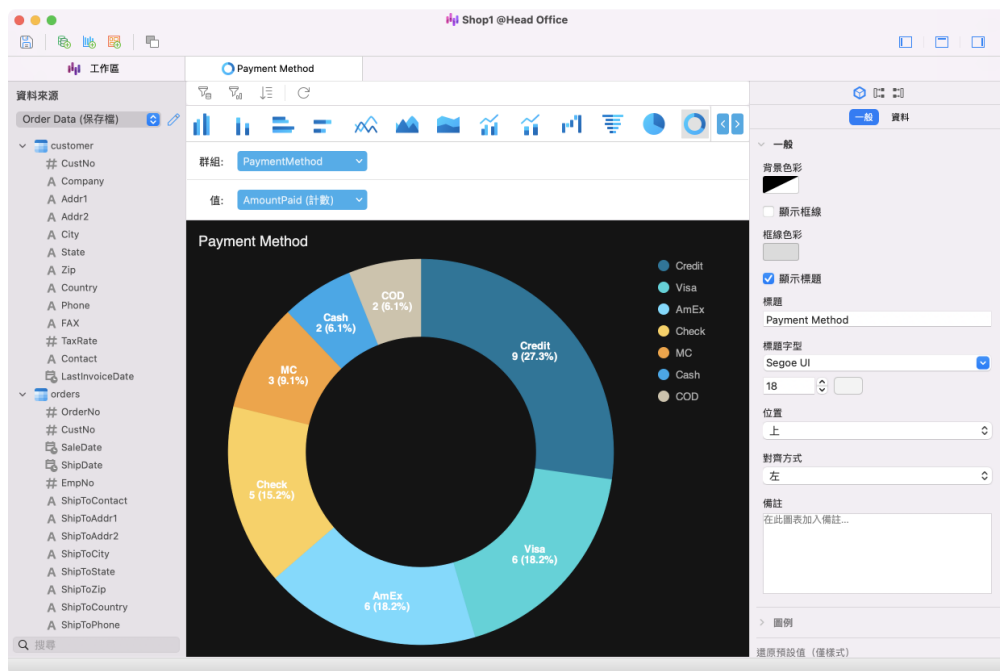 Shop1 @Head Office
工作區
Payment Method
資料來源
Order Data (保存檔)
customer
CustNo
Company
Addr1
Addr2
City
State
Zip
Country
Phone
FAX
TaxRate
Contact
LastInvoiceDate
orders
OrderNo
CustNo
SaleDate
ShipDate
EmpNo
ShipToContact
ShipToAddr1
ShipToAddr2
ShipToCity
ShipToState
ShipToZip
ShipToCountry
ShipToPhone
搜尋
群組:
PaymentMethod
值:
AmountPaid (計數)
Payment Method
COD
2 (6.1%)
Cash
2 (6.1%)
MC
3 (9.1%)
Check
5 (15.2%)
AmEx
6 (18.2%)
Visa
6 (18.2%)
Credit
9 (27.3%)
Credit
Visa
AmEx
Check
MC
Cash
COD
一般
資料
一般
背景色彩
顯示框線
框線色彩
顯示標題
標題
Payment Method
標題字型
Segoe UI
18
位置
上
對齊方式
左
備註
在此圖表加入備註...
圖例
還原預設值（僅樣式）